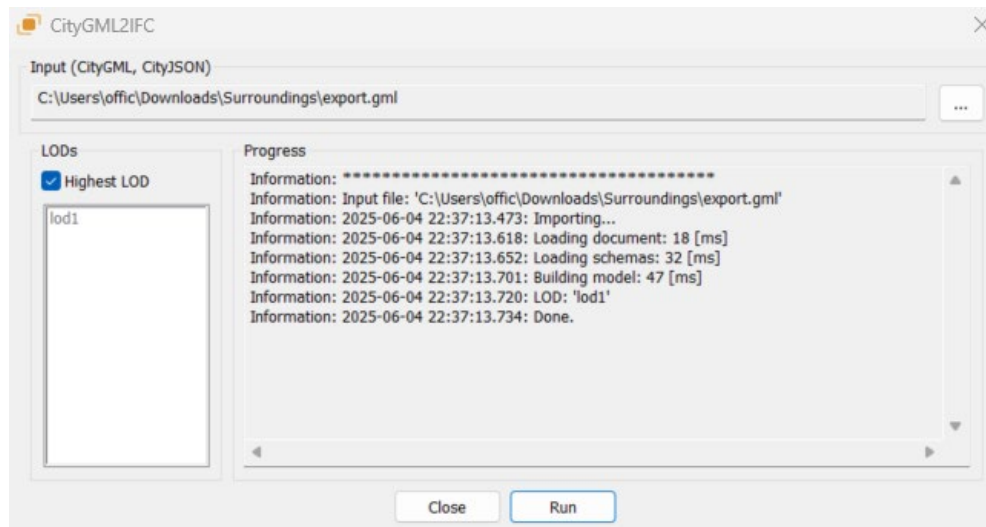 CityGML2IFC
Input (CityGML, CityJSON)
C:\Users\offic\Downloads\Surroundings\export.gml
...
LODs
Highest LOD
lod1
Progress
Information: **************************************
Information: Input file: 'C:\Users\offic\Downloads\Surroundings\export.gml'
Information: 2025-06-04 22:37:13.473: Importing...
Information: 2025-06-04 22:37:13.618: Loading document: 18 [ms]
Information: 2025-06-04 22:37:13.652: Loading schemas: 32 [ms]
Information: 2025-06-04 22:37:13.701: Building model: 47 [ms]
Information: 2025-06-04 22:37:13.720: LOD: 'lod1'
Information: 2025-06-04 22:37:13.734: Done.
Close
Run